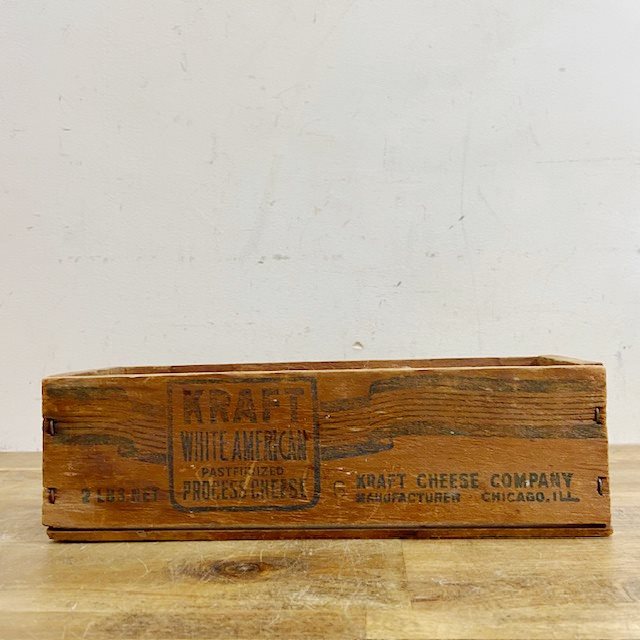 KRAFT
WHITE AMERICAN
PASTEURIZED
PROCESS CHEESE
2 LBS. NET
KRAFT CHEESE COMPANY
MANUFACTURER CHICAGO, ILL.